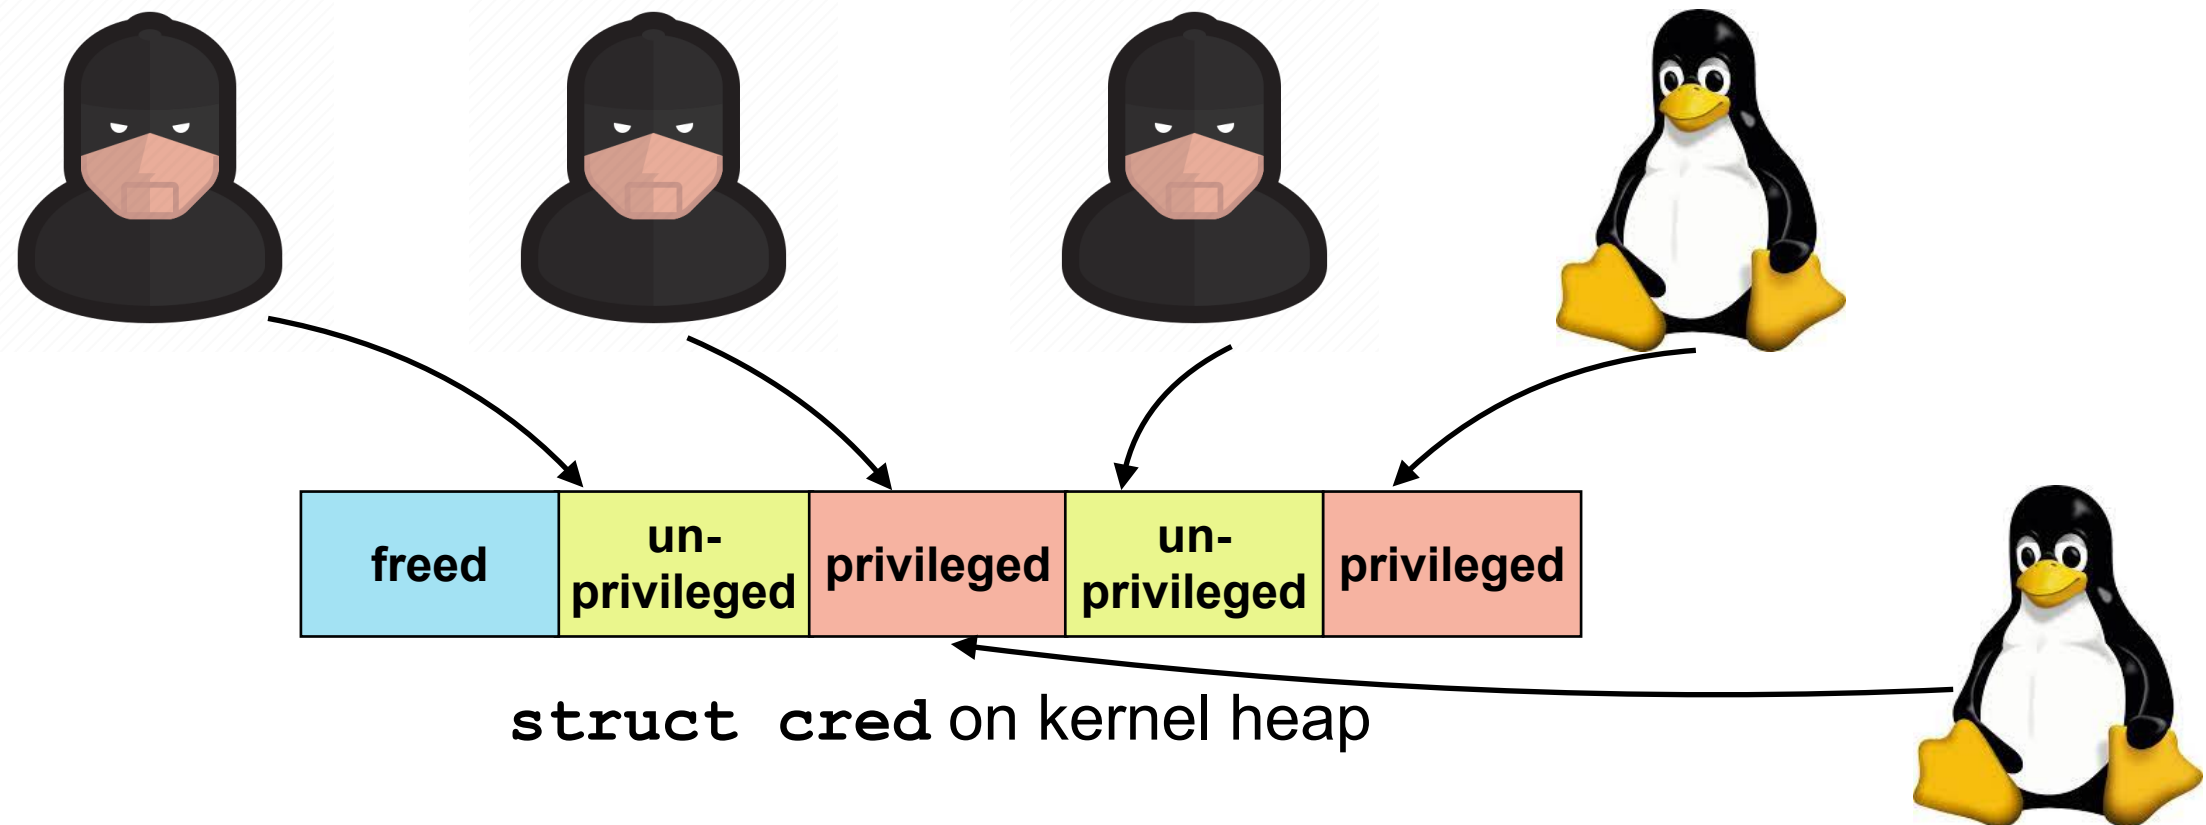 freed
un-
privileged
privileged
un-
privileged
privileged
struct cred on kernel heap